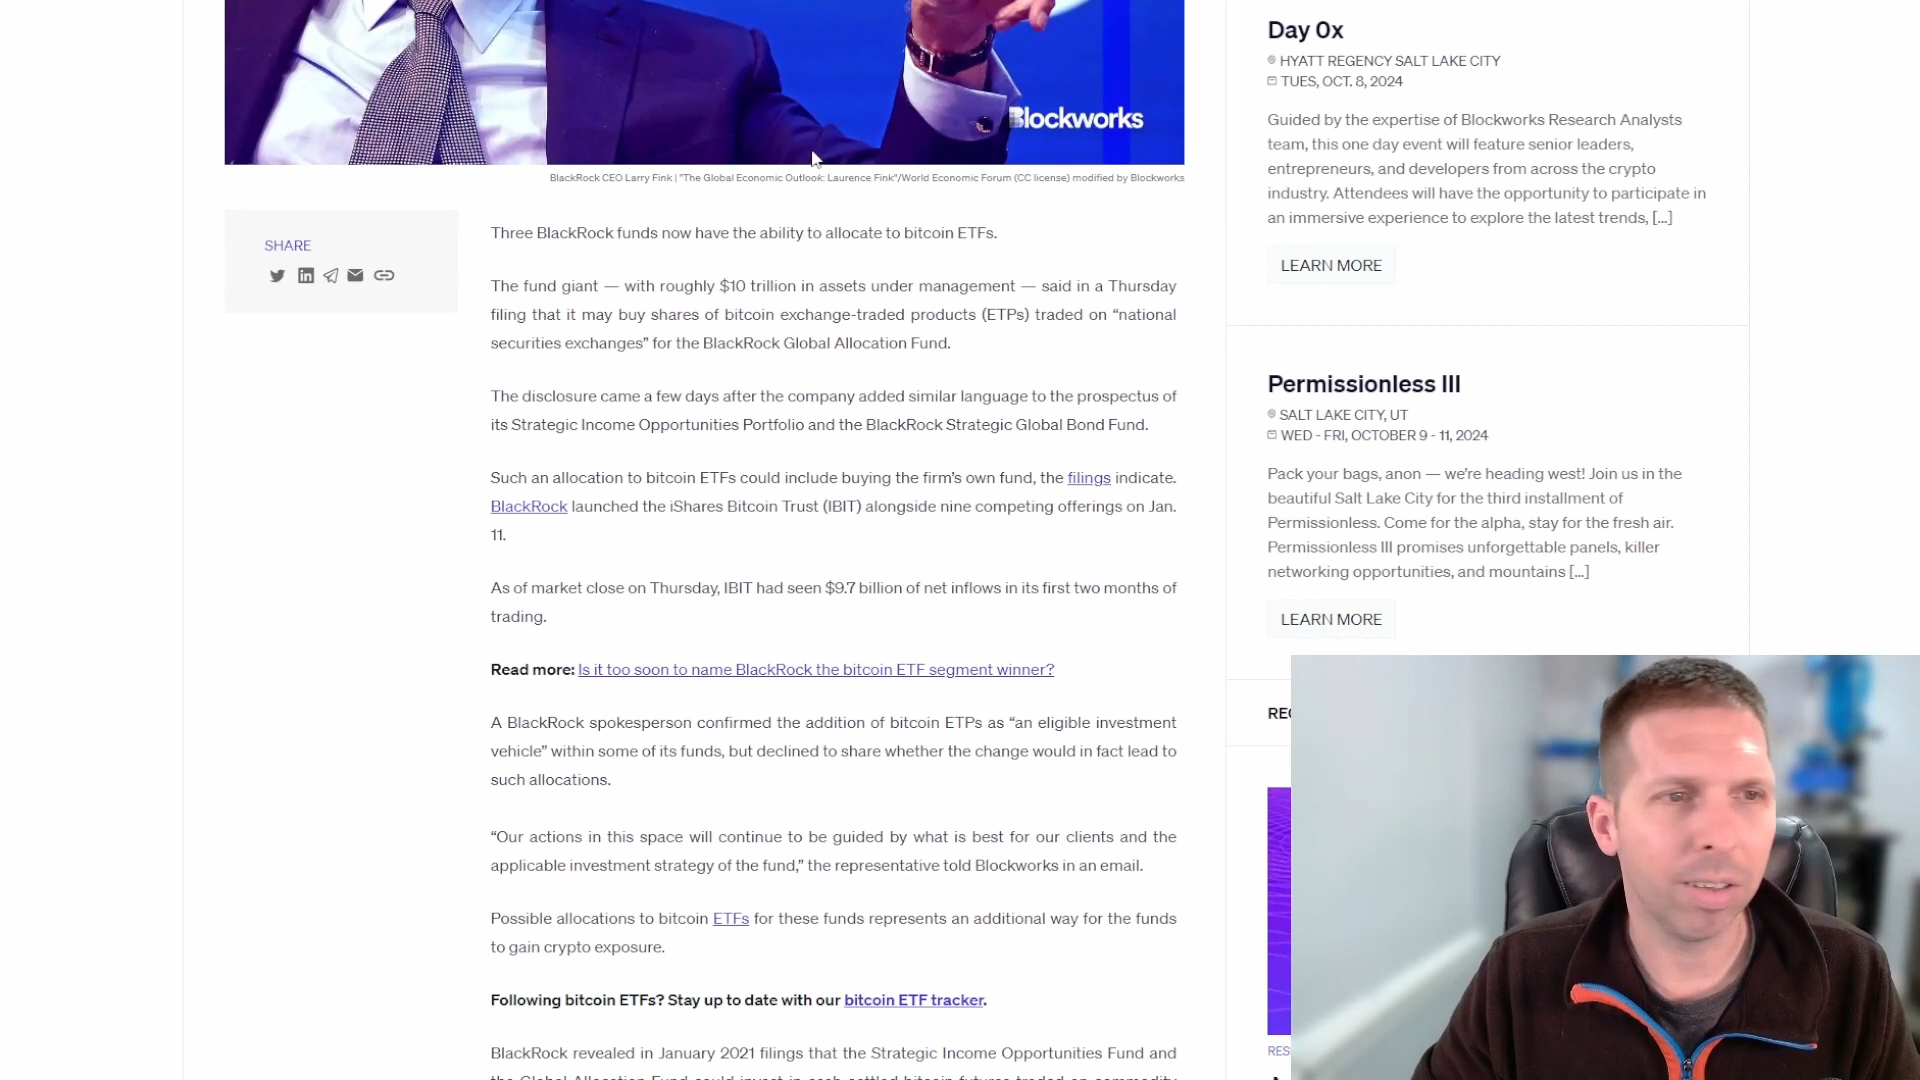 Blockworks
BlackRock CEO Larry Fink | "The Global Economic Outlook: Laurence Fink"/World Economic Forum (CC license) modified by Blockworks
SHARE
Three BlackRock funds now have the ability to allocate to bitcoin ETFs.
The fund giant — with roughly $10 trillion in assets under management — said in a Thursday
filing that it may buy shares of bitcoin exchange-traded products (ETPs) traded on “national
securities exchanges” for the BlackRock Global Allocation Fund.
The disclosure came a few days after the company added similar language to the prospectus of
its Strategic Income Opportunities Portfolio and the BlackRock Strategic Global Bond Fund.
Such an allocation to bitcoin ETFs could include buying the firm’s own fund, the filings indicate.
BlackRock launched the iShares Bitcoin Trust (IBIT) alongside nine competing offerings on Jan.
11.
As of market close on Thursday, IBIT had seen $9.7 billion of net inflows in its first two months of
trading.
Read more: Is it too soon to name BlackRock the bitcoin ETF segment winner?
A BlackRock spokesperson confirmed the addition of bitcoin ETPs as “an eligible investment
vehicle” within some of its funds, but declined to share whether the change would in fact lead to
such allocations.
“Our actions in this space will continue to be guided by what is best for our clients and the
applicable investment strategy of the fund,” the representative told Blockworks in an email.
Possible allocations to bitcoin ETFs for these funds represents an additional way for the funds
to gain crypto exposure.
Following bitcoin ETFs? Stay up to date with our bitcoin ETF tracker.
BlackRock revealed in January 2021 filings that the Strategic Income Opportunities Fund and
Day 0x
HYATT REGENCY SALT LAKE CITY
TUES, OCT. 8, 2024
Guided by the expertise of Blockworks Research Analysts
team, this one day event will feature senior leaders,
entrepreneurs, and developers from across the crypto
industry. Attendees will have the opportunity to participate in
an immersive experience to explore the latest trends, [...]
LEARN MORE
Permissionless III
SALT LAKE CITY, UT
WED - FRI, OCTOBER 9 - 11, 2024
Pack your bags, anon — we’re heading west! Join us in the
beautiful Salt Lake City for the third installment of
Permissionless. Come for the alpha, stay for the fresh air.
Permissionless III promises unforgettable panels, killer
networking opportunities, and mountains [...]
LEARN MORE